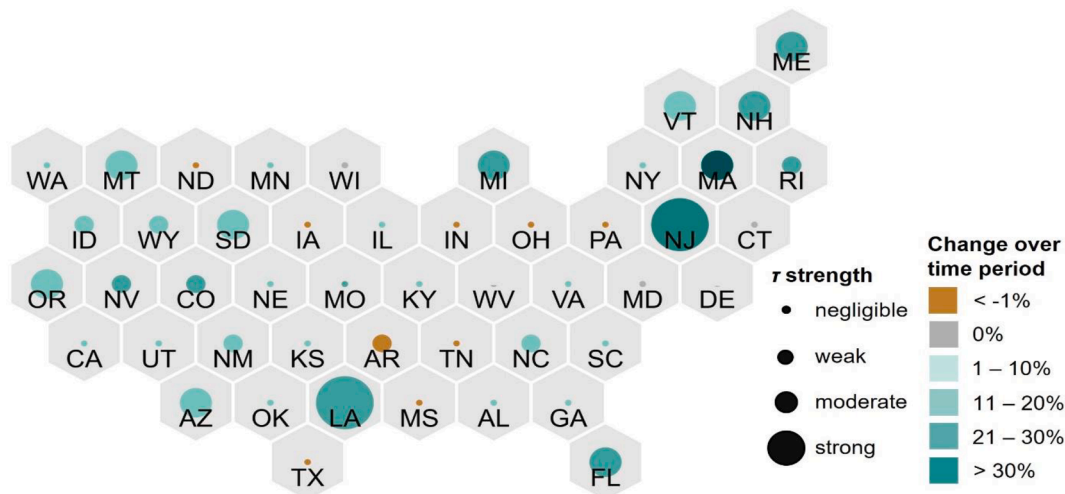 ME
VT NH
WA MT ND MN WI MI NY MA RI
ID WY SD IA IL IN OH PA NJ CT
OR NV CO NE MO KY WV VA MD DE
CA UT NM KS AR TN NC SC
AZ OK LA MS AL GA
TX FL
τ strength
negligible
weak
moderate
strong
Change over
time period
< -1%
0%
1 – 10%
11 – 20%
21 – 30%
> 30%